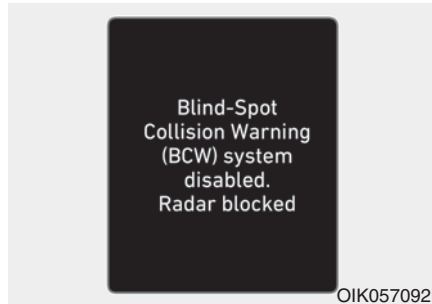 Blind-Spot
Collision Warning
(BCW) system
disabled.
Radar blocked
OIK057092